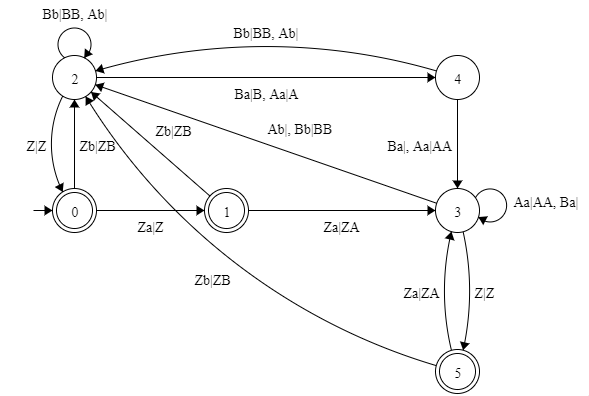 Bb|BB, Ab|
Bb|BB, Ab|
2
4
Ba|B, Aa|A
Z|Z
Zb|ZB
Zb|ZB
Ab|, Bb|BB
Ba|, Aa|AA
0
1
3
Aa|AA, Ba|
Za|Z
Za|ZA
Zb|ZB
Za|ZA
Z|Z
5